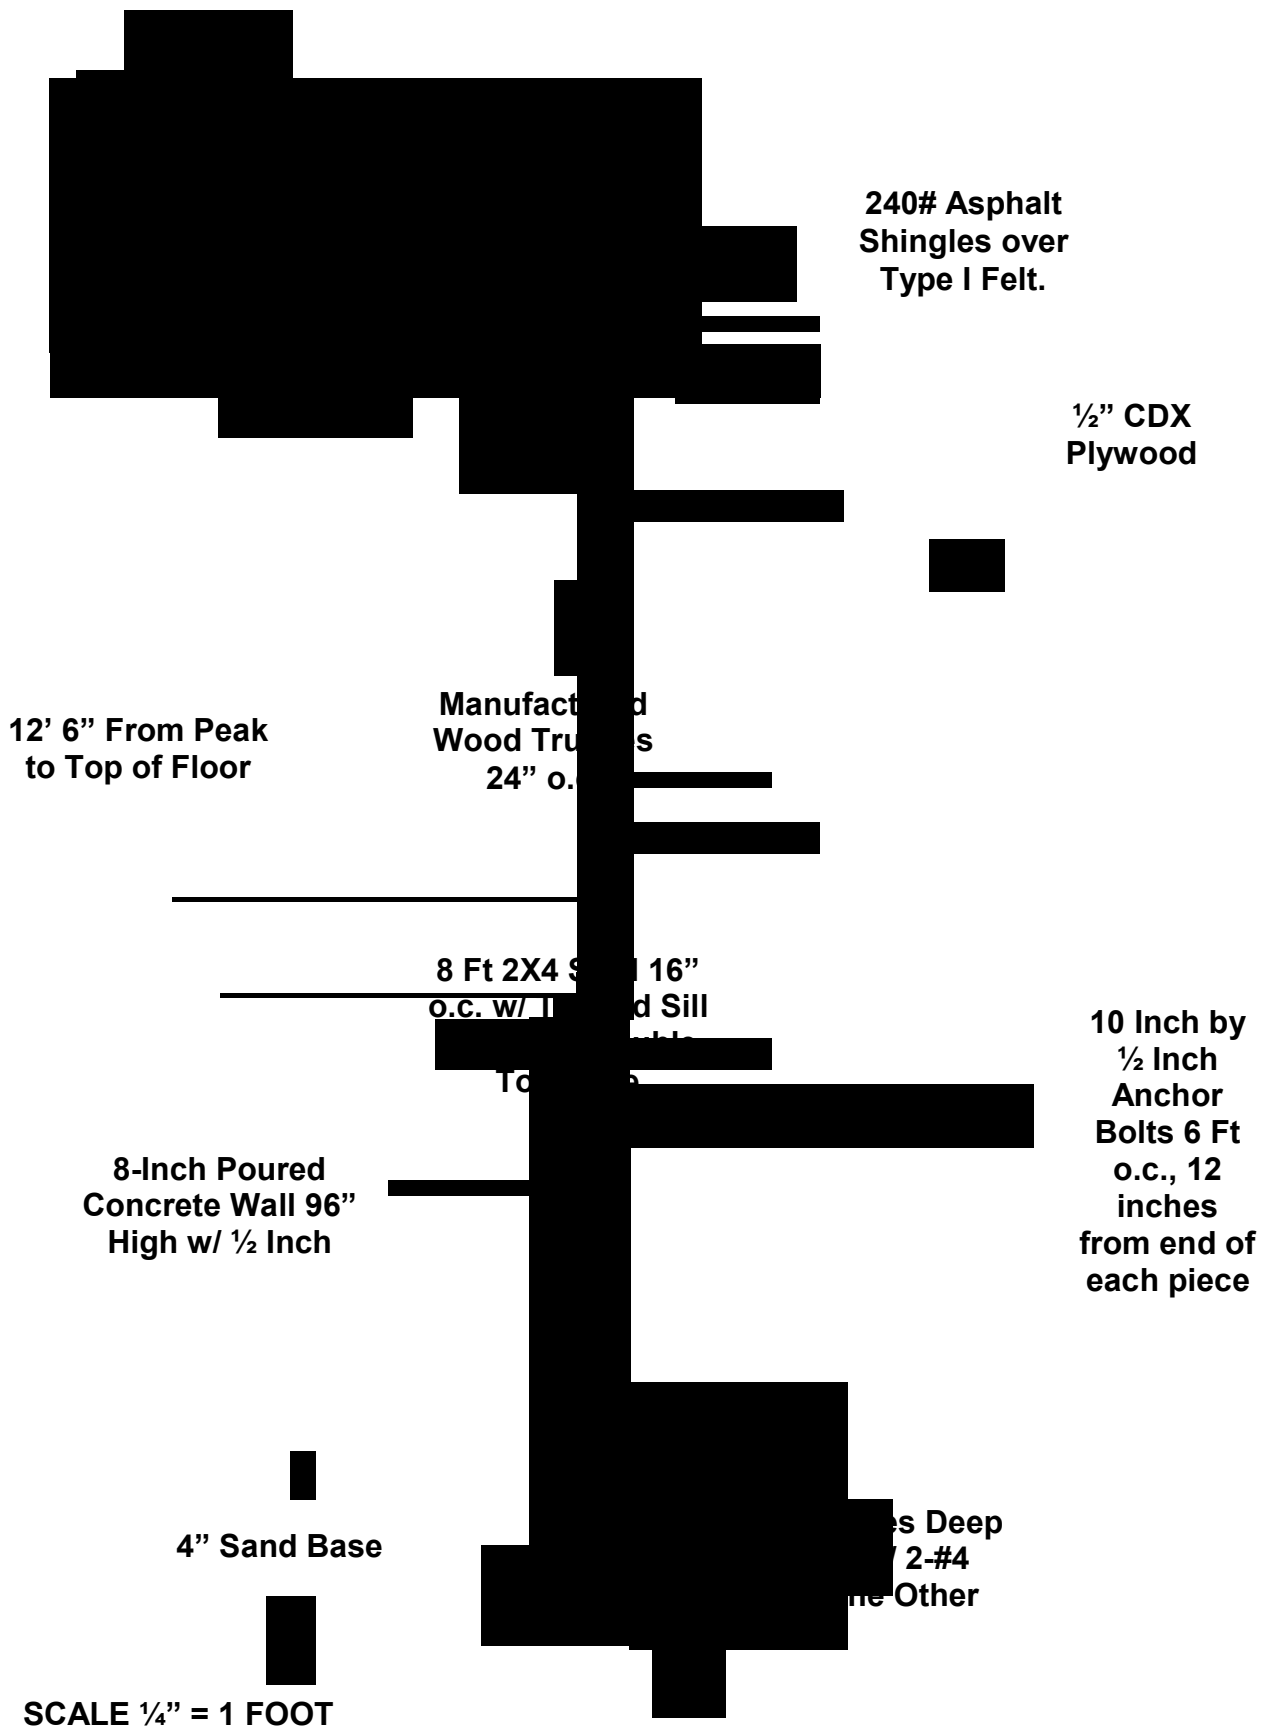 240# Asphalt
Shingles over
Type I Felt.
½” CDX
Plywood
12’ 6” From Peak
to Top of Floor
Wood
24”
8 Ft 2X4 16”
o.c. w/ Sill
10 Inch by
½ Inch
Anchor
Bolts 6 Ft
o.c., 12
inches
from end of
each piece
8-Inch Poured
Concrete Wall 96”
High w/ ½ Inch
4” Sand Base
Deep
2-#4
Other
SCALE ¼” = 1 FOOT